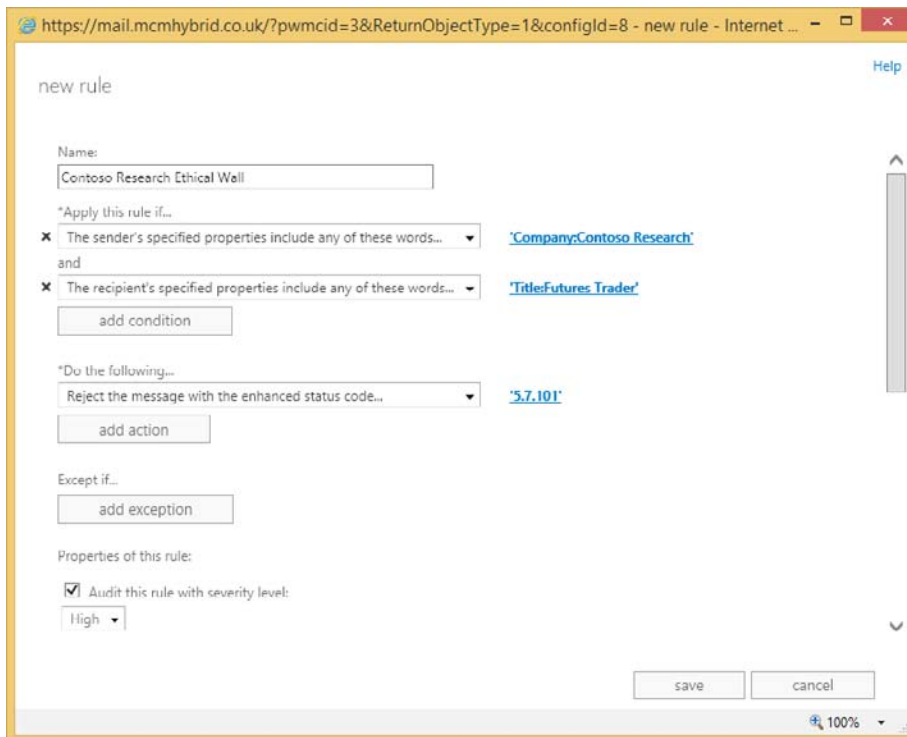 https://mail.mcmhybrid.co.uk/?pwmcid=3&ReturnObjectType=1&configId=8 - new rule - Internet ...
Help
new rule
Name:
Contoso Research Ethical Wall
*Apply this rule if...
The sender's specified properties include any of these words... 'Company:Contoso Research'
and
The recipient's specified properties include any of these words... 'Title:Futures Trader'
add condition
*Do the following...
Reject the message with the enhanced status code... '5.7.101'
add action
Except if...
add exception
Properties of this rule:
Audit this rule with severity level:
High
save cancel
100%